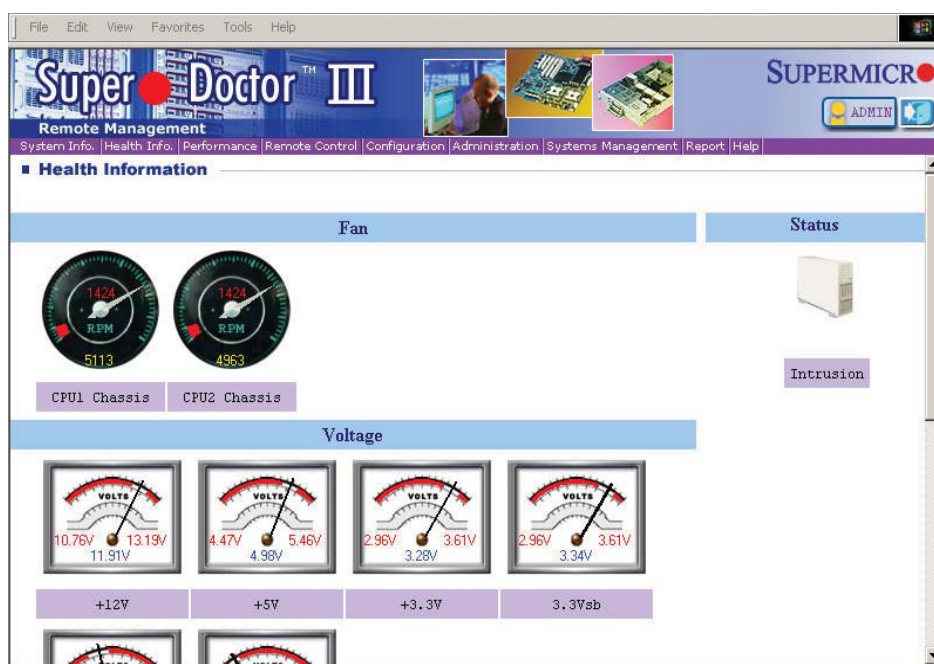 File Edit View Favorites Tools Help
Super Doctor™ III
SUPERMICR
Remote Management
ADMIN
System Info. Health Info. Performance Remote Control Configuration Administration Systems Management Report Help
Health Information
Fan
Status
1424
RPM
5113
1424
RPM
4963
CPU1 Chassis
CPU2 Chassis
Intrusion
Voltage
VOLTS
10.76V 13.19V
11.91V
VOLTS
4.47V 5.46V
4.98V
VOLTS
2.96V 3.61V
3.28V
VOLTS
2.96V 3.61V
3.34V
+12V
+5V
+3.3V
3.3Vsb
VOLTS
VOLTS